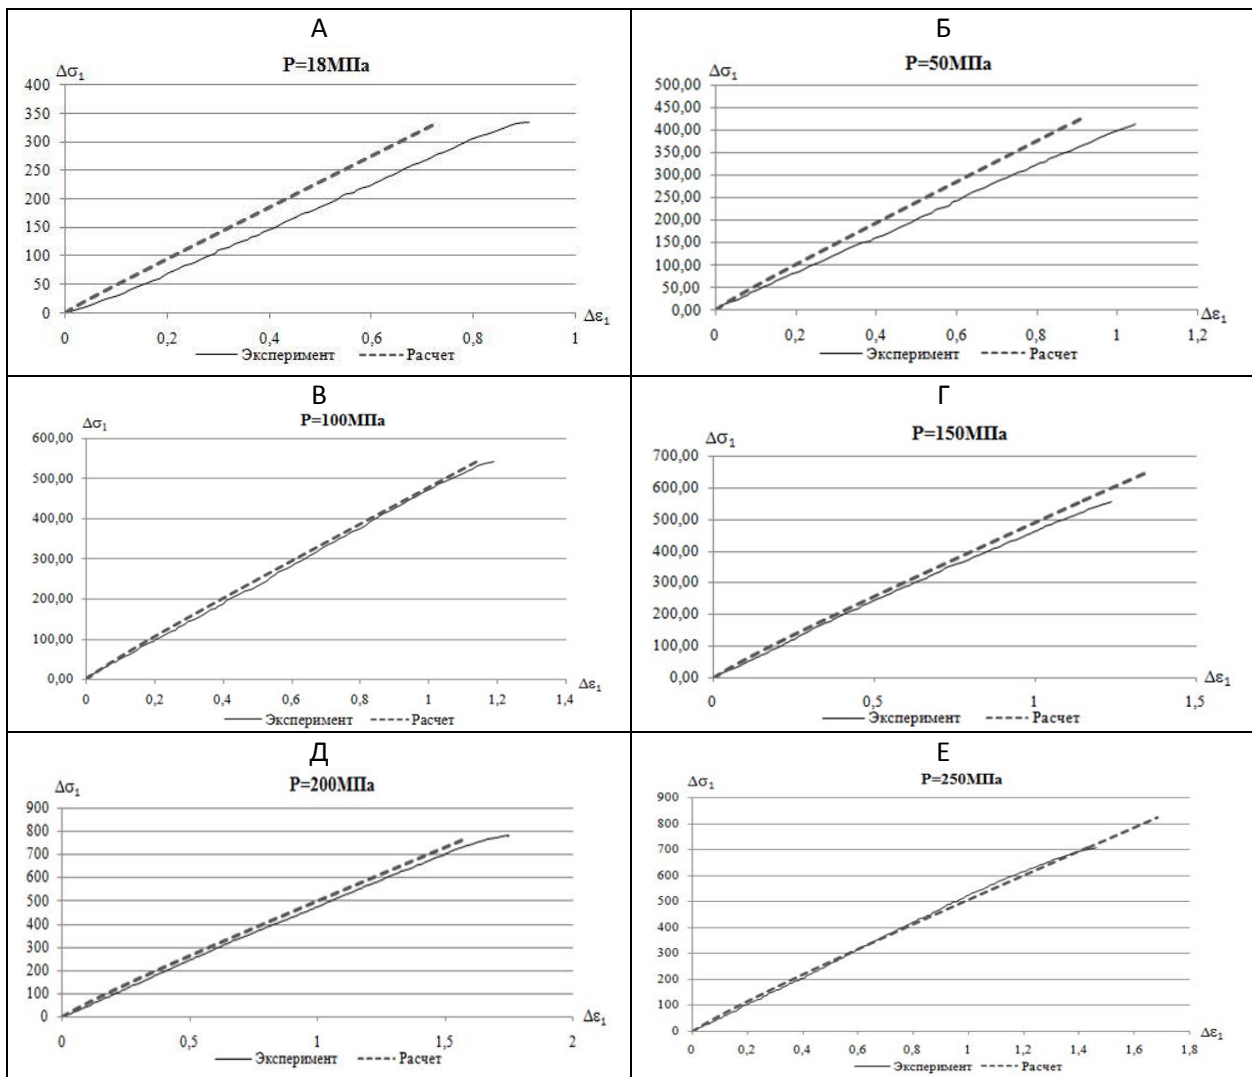 А
P=18МПа
Δσ1
400
350
300
250
200
150
100
50
0
0 0,2 0,4 0,6 0,8 1
Δε1
Эксперимент Расчет
Б
P=50МПа
Δσ1
500,00
450,00
400,00
350,00
300,00
250,00
200,00
150,00
100,00
50,00
0,00
0 0,2 0,4 0,6 0,8 1 1,2
Δε1
Эксперимент Расчет
В
P=100МПа
Δσ1
600,00
500,00
400,00
300,00
200,00
100,00
0,00
0 0,2 0,4 0,6 0,8 1 1,2 1,4
Δε1
Эксперимент Расчет
Г
P=150МПа
Δσ1
700,00
600,00
500,00
400,00
300,00
200,00
100,00
0,00
0 0,5 1 1,5
Δε1
Эксперимент Расчет
Д
P=200МПа
Δσ1
900
800
700
600
500
400
300
200
100
0
0 0,5 1 1,5 2
Δε1
Эксперимент Расчет
Е
P=250МПа
Δσ1
900
800
700
600
500
400
300
200
100
0
0 0,2 0,4 0,6 0,8 1 1,2 1,4 1,6 1,8
Δε1
Эксперимент Расчет